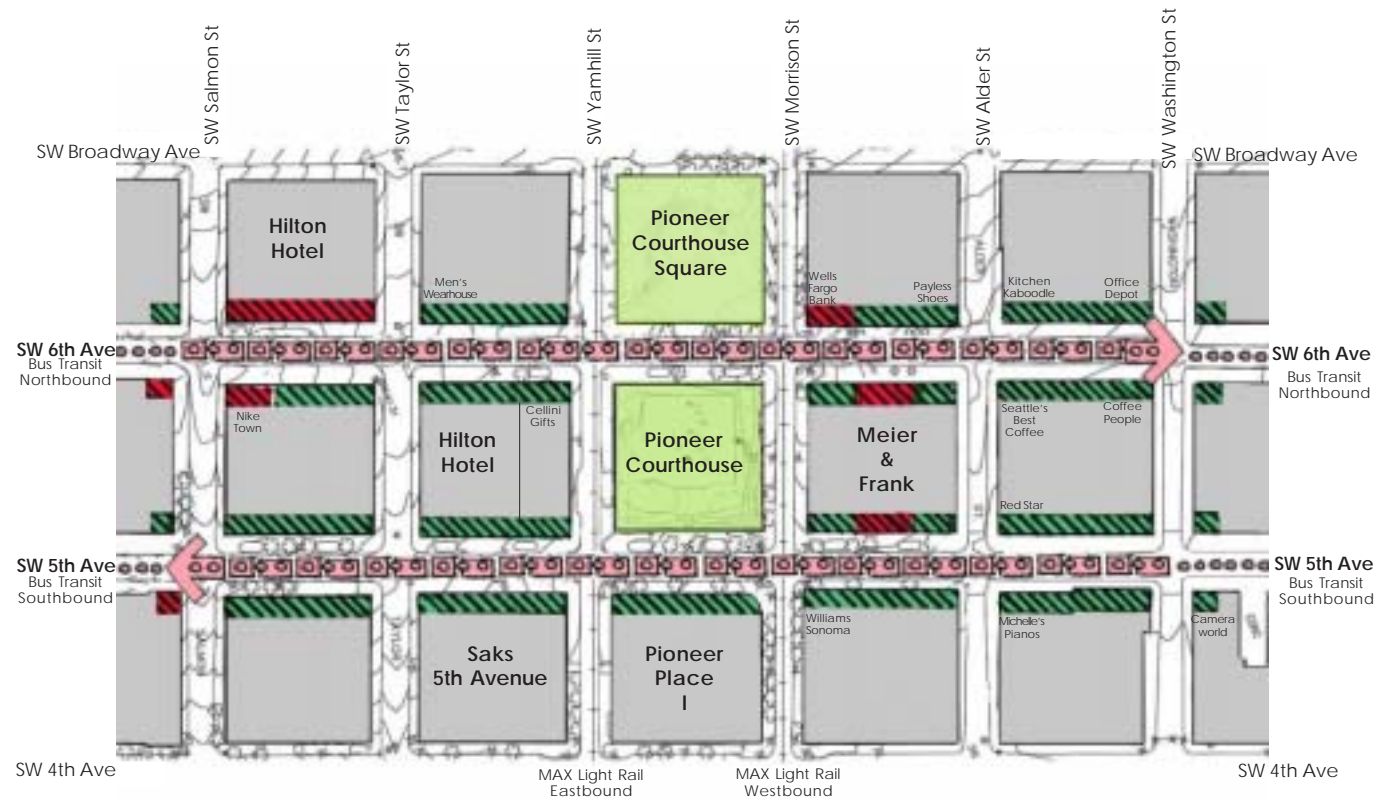 SW Salmon St
SW Taylor St
SW Yamhill St
SW Morrison St
SW Alder St
SW Washington St
SW Broadway Ave
SW Broadway Ave
Hilton
Hotel
Men's
Wearhouse
Pioneer
Courthouse
Square
Wells
Fargo
Bank
Payless
Shoes
Kitchen
Kaboodle
Office
Depot
SW 6th Ave
Bus Transit
Northbound
SW 6th Ave
Bus Transit
Northbound
Nike
Town
Hilton
Hotel
Cellini
Gifts
Pioneer
Courthouse
Meier
&
Frank
Seattle's
Best
Coffee
Coffee
People
Red Star
SW 5th Ave
Bus Transit
Southbound
SW 5th Ave
Bus Transit
Southbound
Saks
5th Avenue
Pioneer
Place
I
Williams
Sonoma
Michelle's
Pianos
Camera
world
SW 4th Ave
SW 4th Ave
MAX Light Rail
Eastbound
MAX Light Rail
Westbound